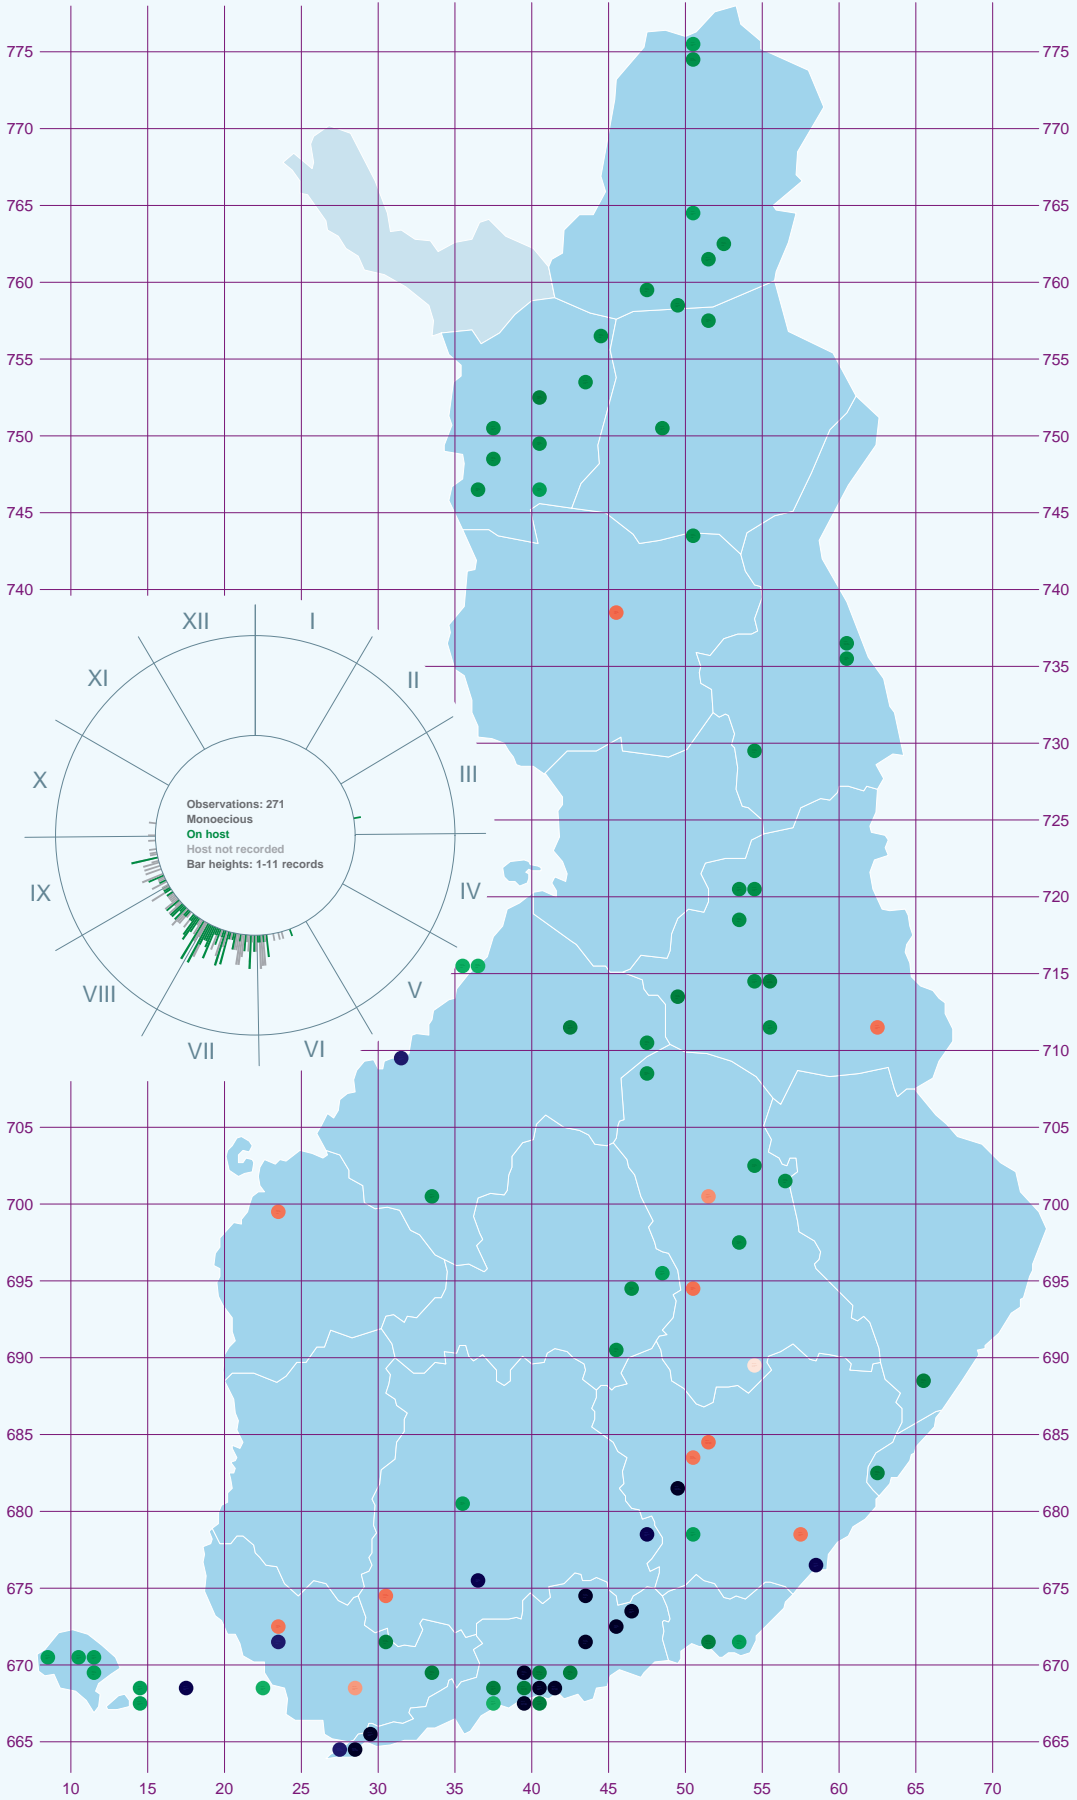 775 775
770 770
765 765
760 760
755 755
750 750
745 745
740 740
XII I
735
XI II
730
X III
Observations: 271
Monoecious
On host
Host not recorded
Bar heights: 1-11 records
725
IX IV
720
VIII V
715
VII VI
710
705 705
700 700
695 695
690 690
685 685
680 680
675 675
670 670
665 665
10 15 20 25 30 35 40 45 50 55 60 65 70